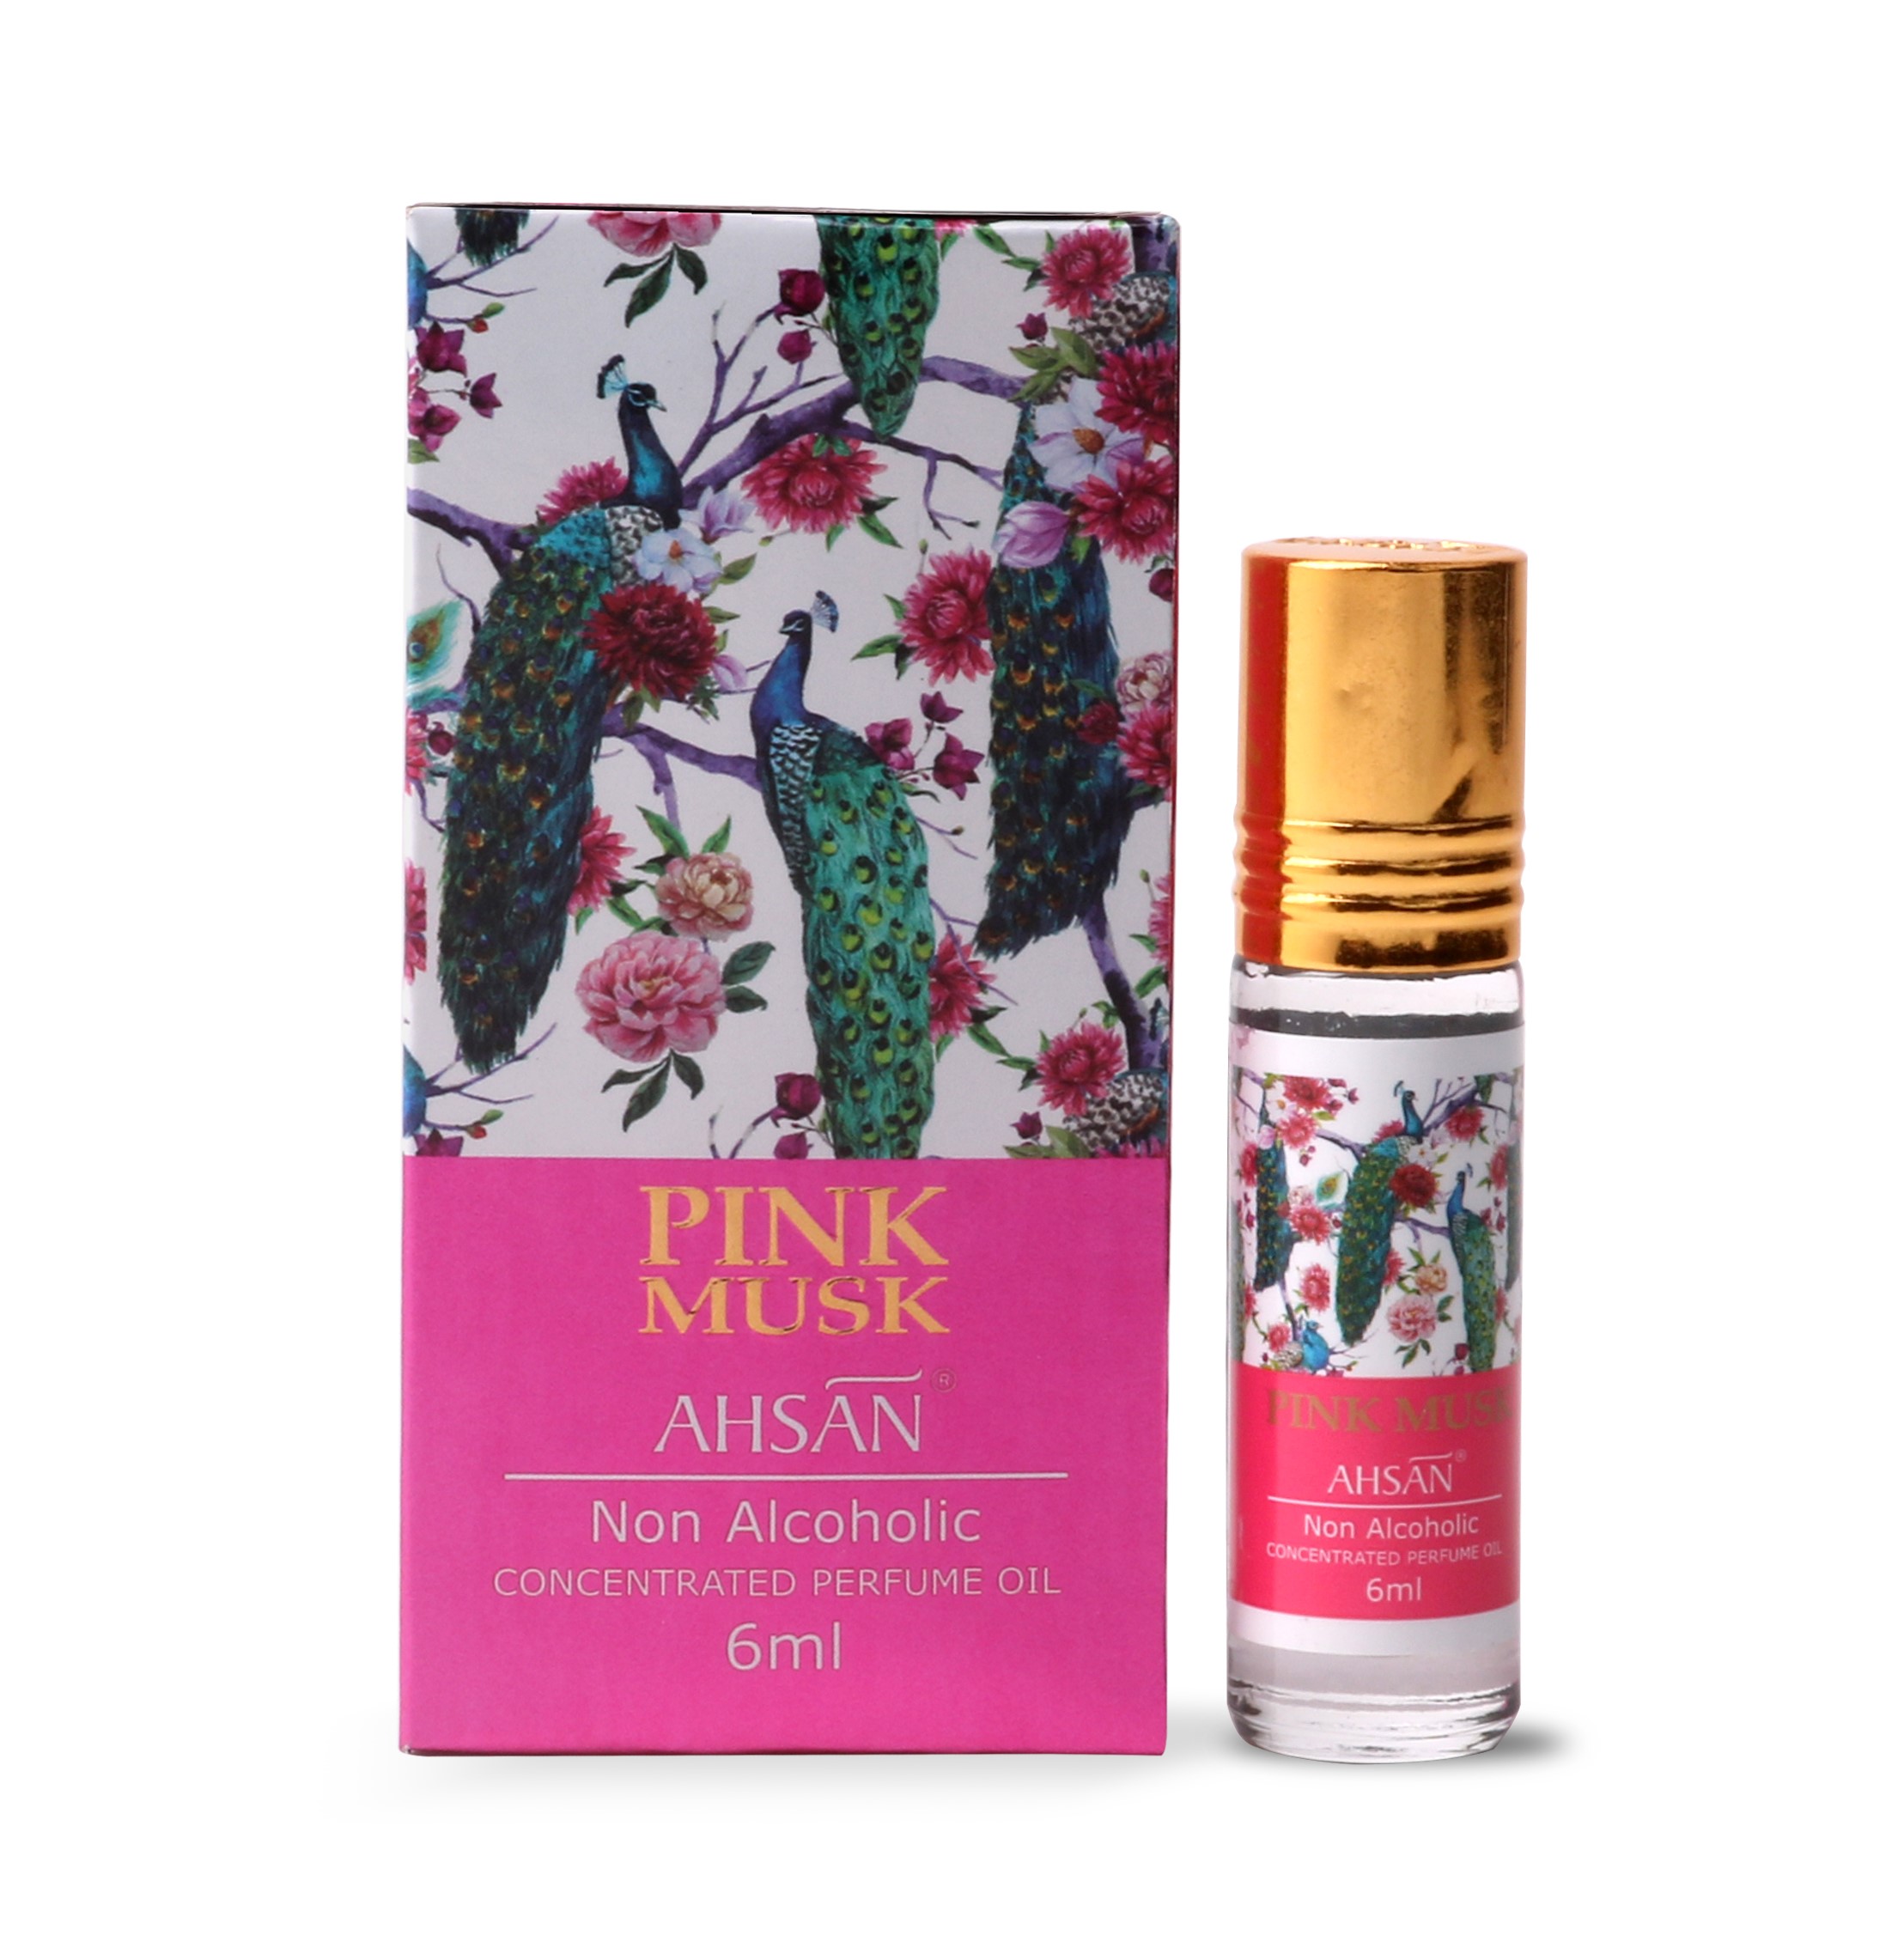 PINK
MUSK
AHSAN®
Non Alcoholic
CONCENTRATED PERFUME OIL
6ml
PINK MUSK
AHSAN®
Non Alcoholic
CONCENTRATED PERFUME OIL
6ml